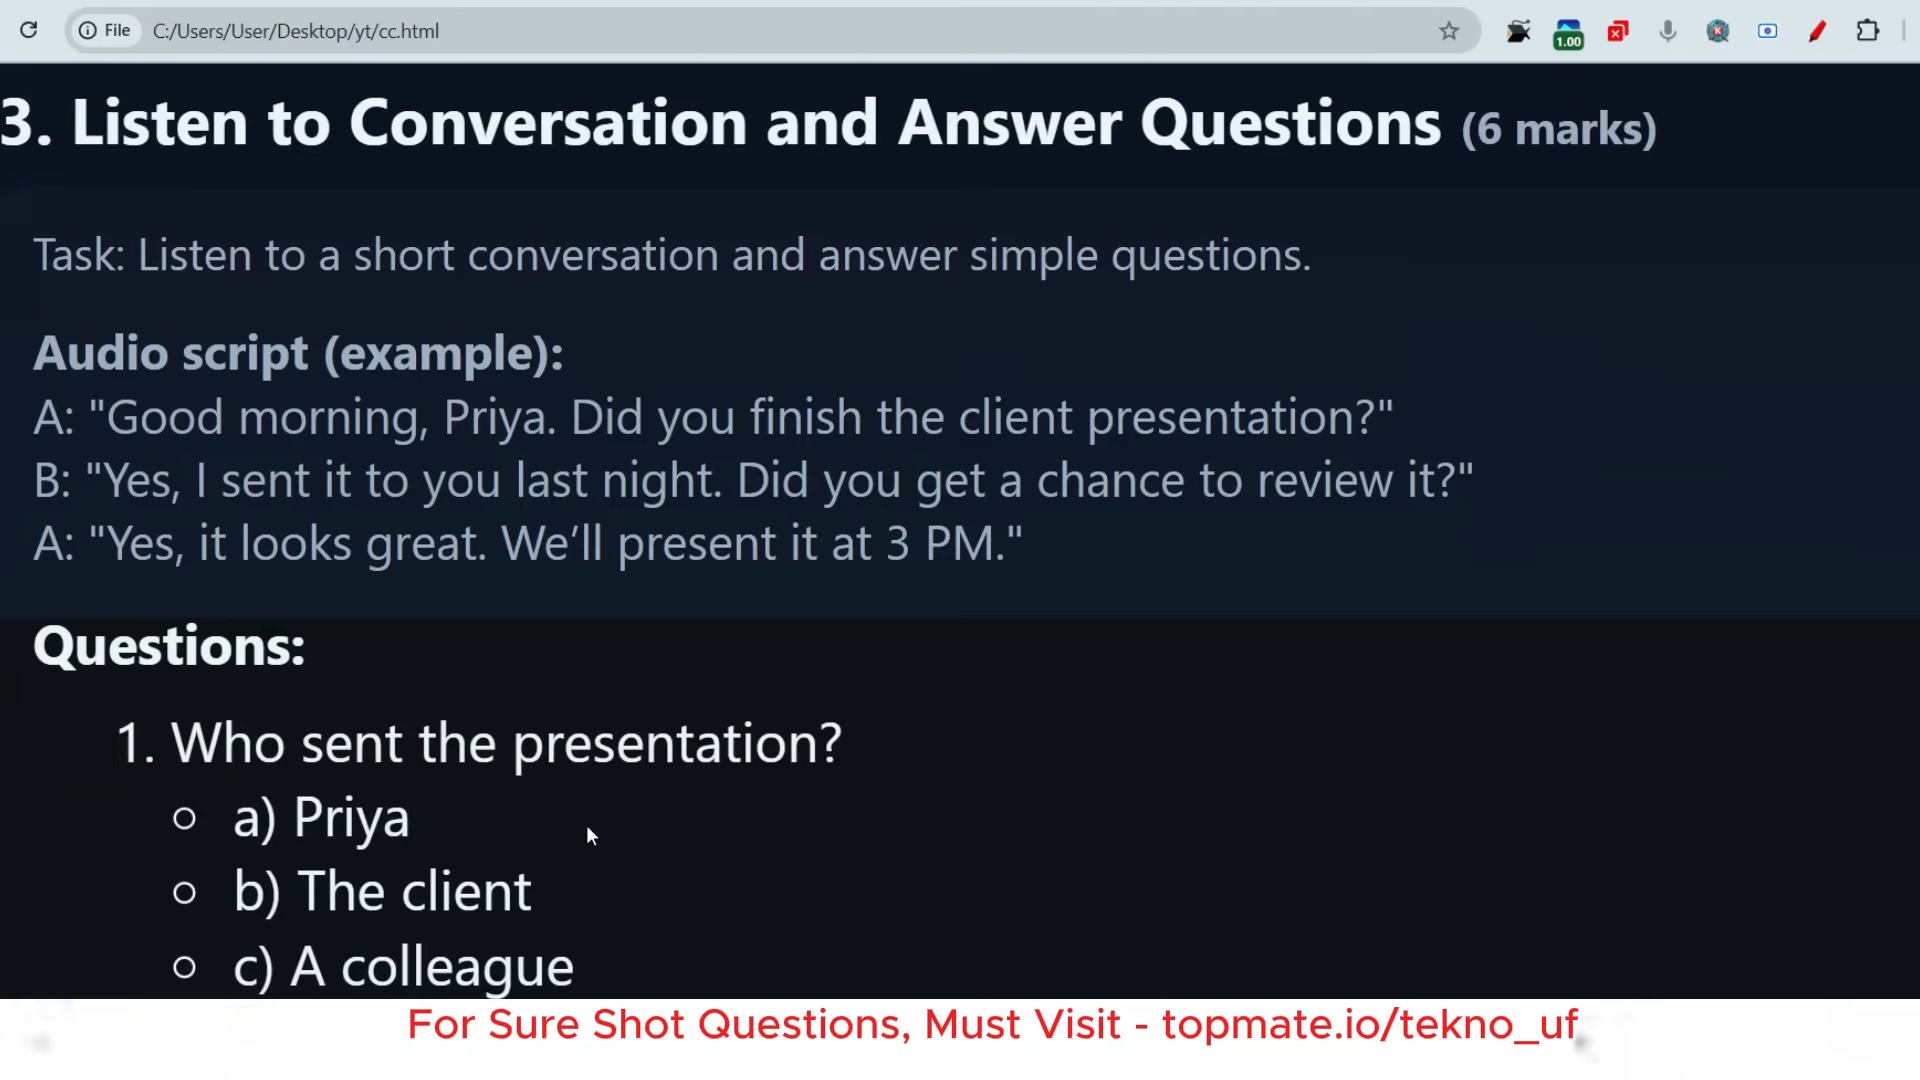 File C:/Users/User/Desktop/yt/cc.html
1.00
3. Listen to Conversation and Answer Questions (6 marks)
Task: Listen to a short conversation and answer simple questions.
Audio script (example):
A: "Good morning, Priya. Did you finish the client presentation?"
B: "Yes, I sent it to you last night. Did you get a chance to review it?"
A: "Yes, it looks great. We’ll present it at 3 PM."
Questions:
1. Who sent the presentation?
a) Priya
b) The client
c) A colleague
For Sure Shot Questions, Must Visit - topmate.io/tekno_uf